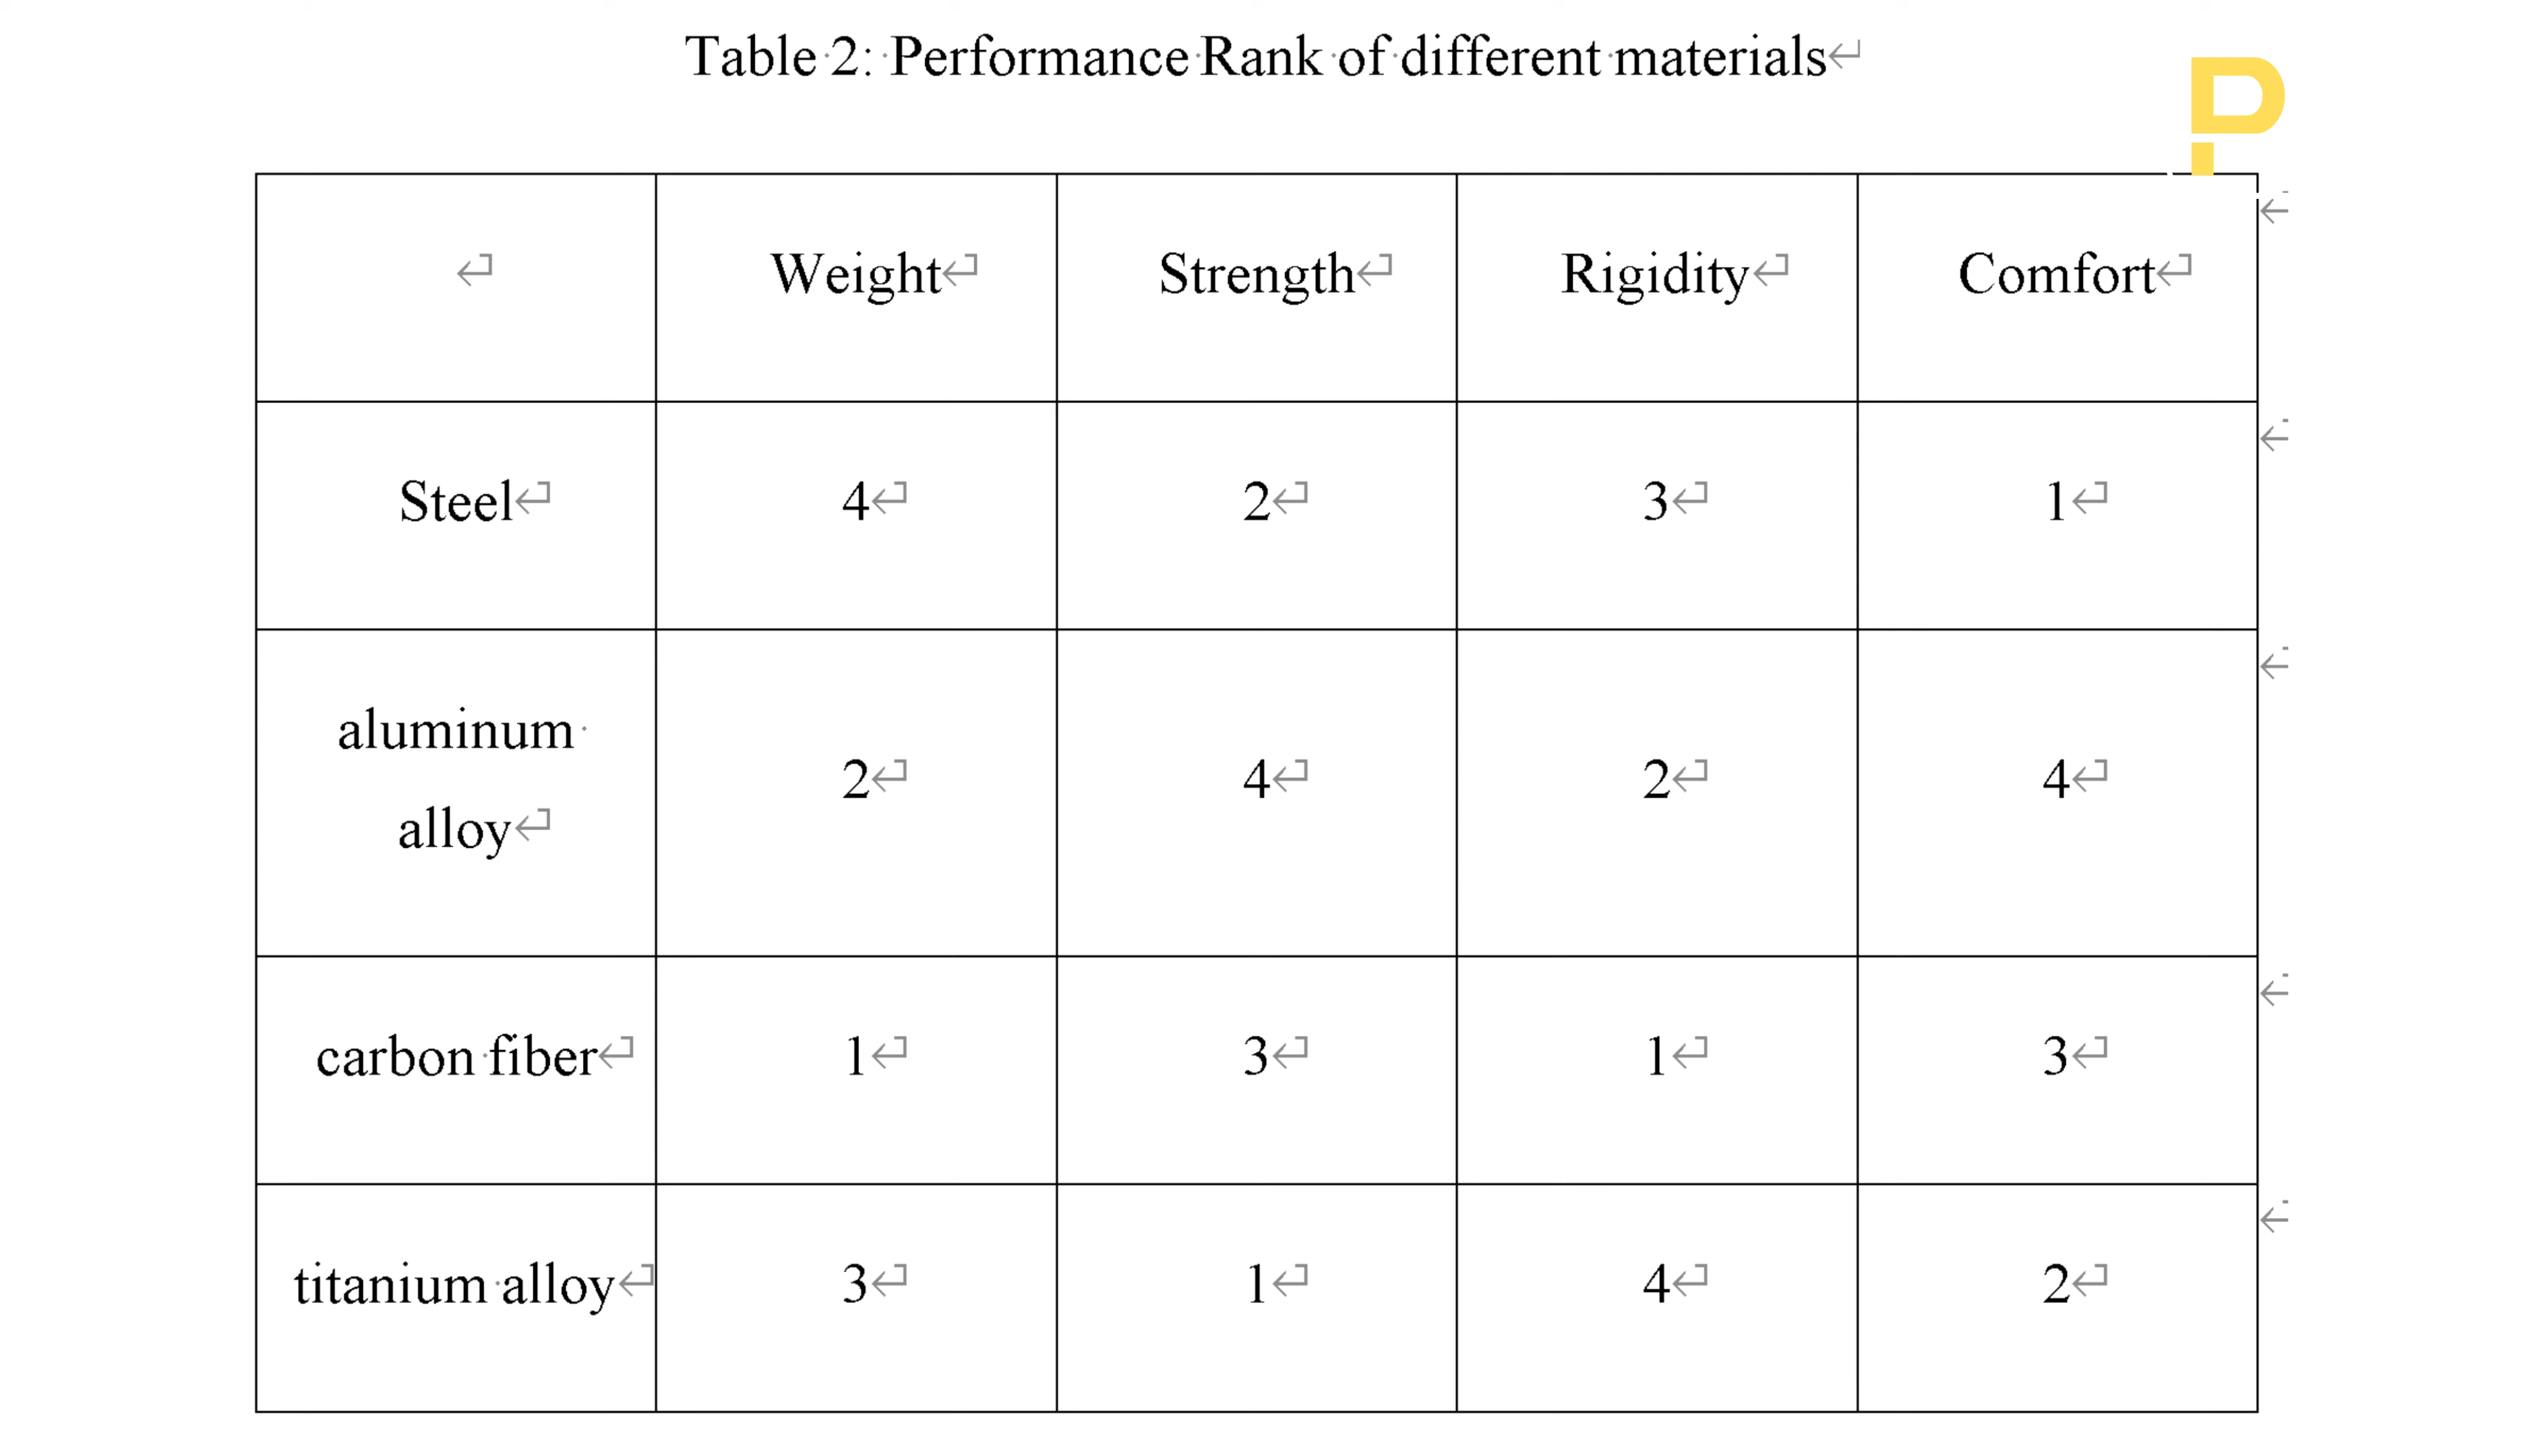 Table 2: Performance Rank of different materials
Weight Strength Rigidity Comfort
Steel 4 2 3 1
aluminum
alloy 2 4 2 4
carbon fiber 1 3 1 3
titanium alloy 3 1 4 2